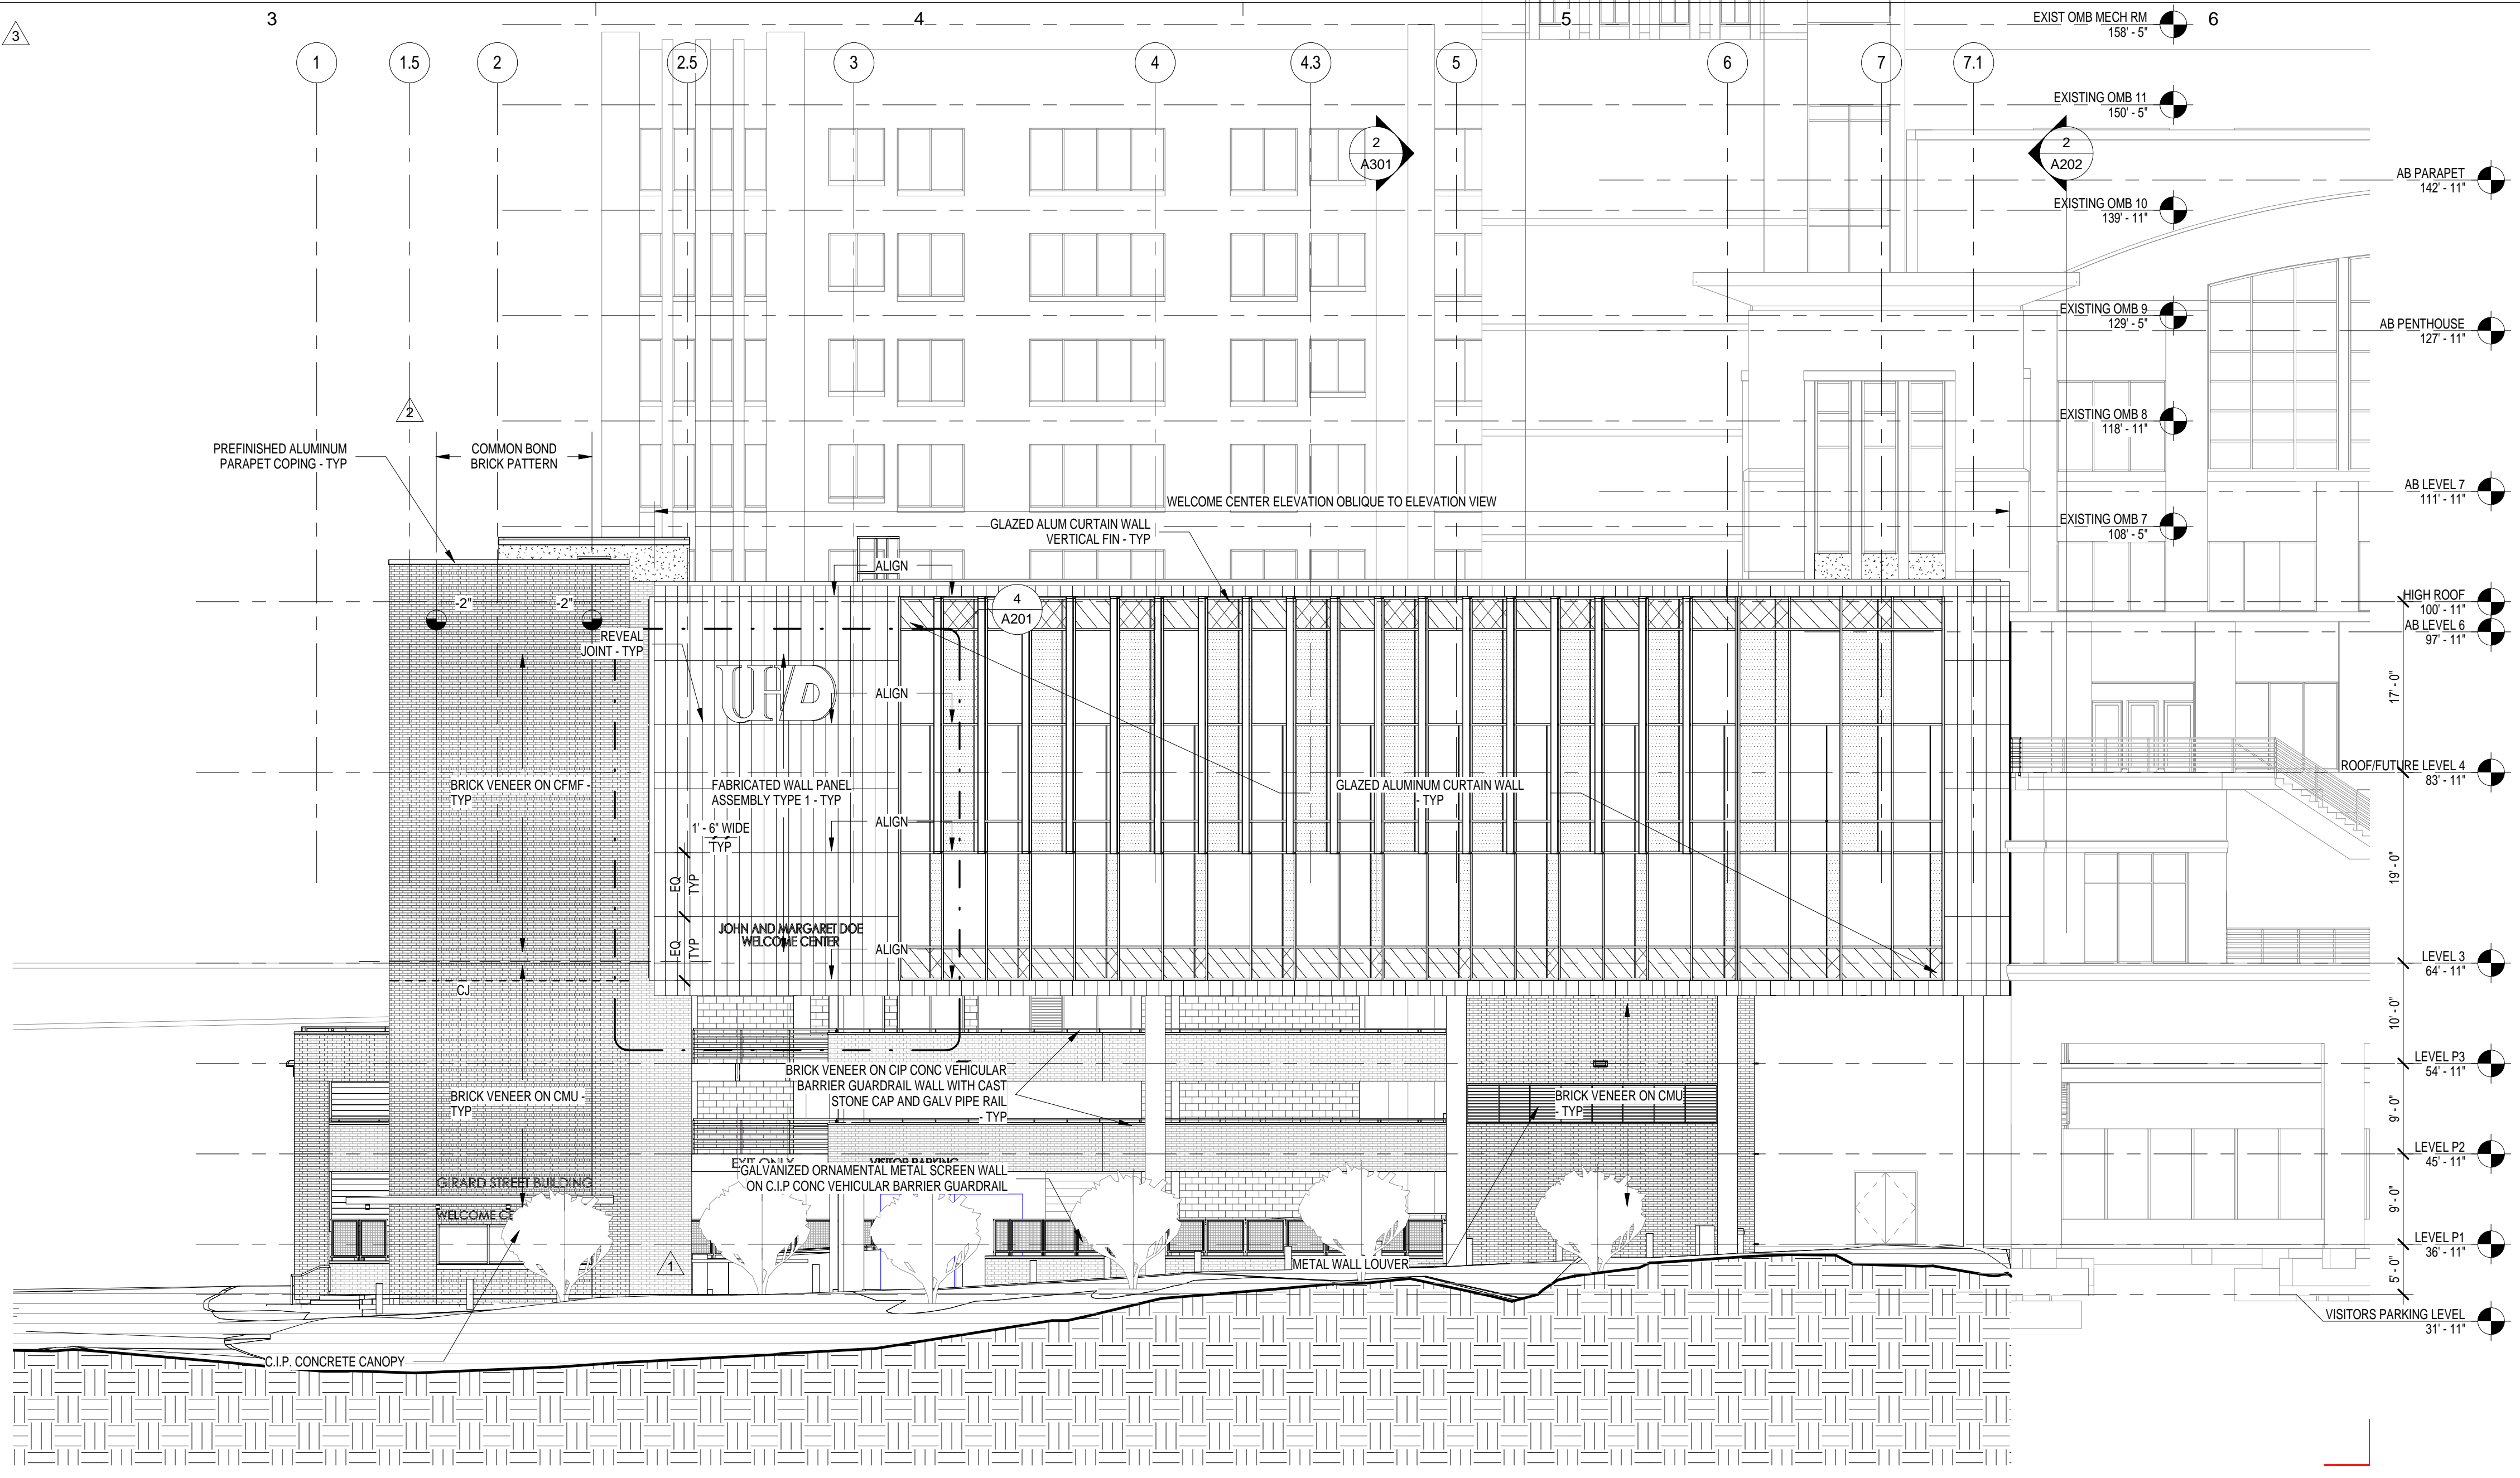 3
4
5
6
3
1
1.5
2
2.5
3
4
4.3
5
6
7
7.1
EXIST OMB MECH RM
158' - 5"
EXISTING OMB 11
150' - 5"
2
A301
2
A202
AB PARAPET
142' - 11"
EXISTING OMB 10
139' - 11"
EXISTING OMB 9
129' - 5"
AB PENTHOUSE
127' - 11"
2
EXISTING OMB 8
118' - 11"
PREFINISHED ALUMINUM
PARAPET COPING - TYP
COMMON BOND
BRICK PATTERN
AB LEVEL 7
111' - 11"
WELCOME CENTER ELEVATION OBLIQUE TO ELEVATION VIEW
GLAZED ALUM CURTAIN WALL
VERTICAL FIN - TYP
EXISTING OMB 7
108' - 5"
ALIGN
4
A201
-2"
-2"
HIGH ROOF
100' - 11"
AB LEVEL 6
97' - 11"
REVEAL
JOINT - TYP
UHD
ALIGN
17' - 0"
ROOF/FUTURE LEVEL 4
83' - 11"
BRICK VENEER ON CFMF -
TYP
FABRICATED WALL PANEL
ASSEMBLY TYPE 1 - TYP
GLAZED ALUMINUM CURTAIN WALL
- TYP
ALIGN
1' - 6" WIDE
TYP
EQ
TYP
19' - 0"
JOHN AND MARGARET DOE
WELCOME CENTER
EQ
TYP
ALIGN
LEVEL 3
64' - 11"
CJ
10' - 0"
LEVEL P3
54' - 11"
BRICK VENEER ON CIP CONC VEHICULAR
BARRIER GUARDRAIL WALL WITH CAST
STONE CAP AND GALV PIPE RAIL
- TYP
BRICK VENEER ON CMU -
TYP
BRICK VENEER ON CMU
- TYP
9' - 0"
LEVEL P2
45' - 11"
EXIT ONLY
VISITOR PARKING
GALVANIZED ORNAMENTAL METAL SCREEN WALL
ON C.I.P CONC VEHICULAR BARRIER GUARDRAIL
GIRARD STREET BUILDING
WELCOME CE
9' - 0"
LEVEL P1
36' - 11"
1
METAL WALL LOUVER
5' - 0"
VISITORS PARKING LEVEL
31' - 11"
C.I.P. CONCRETE CANOPY